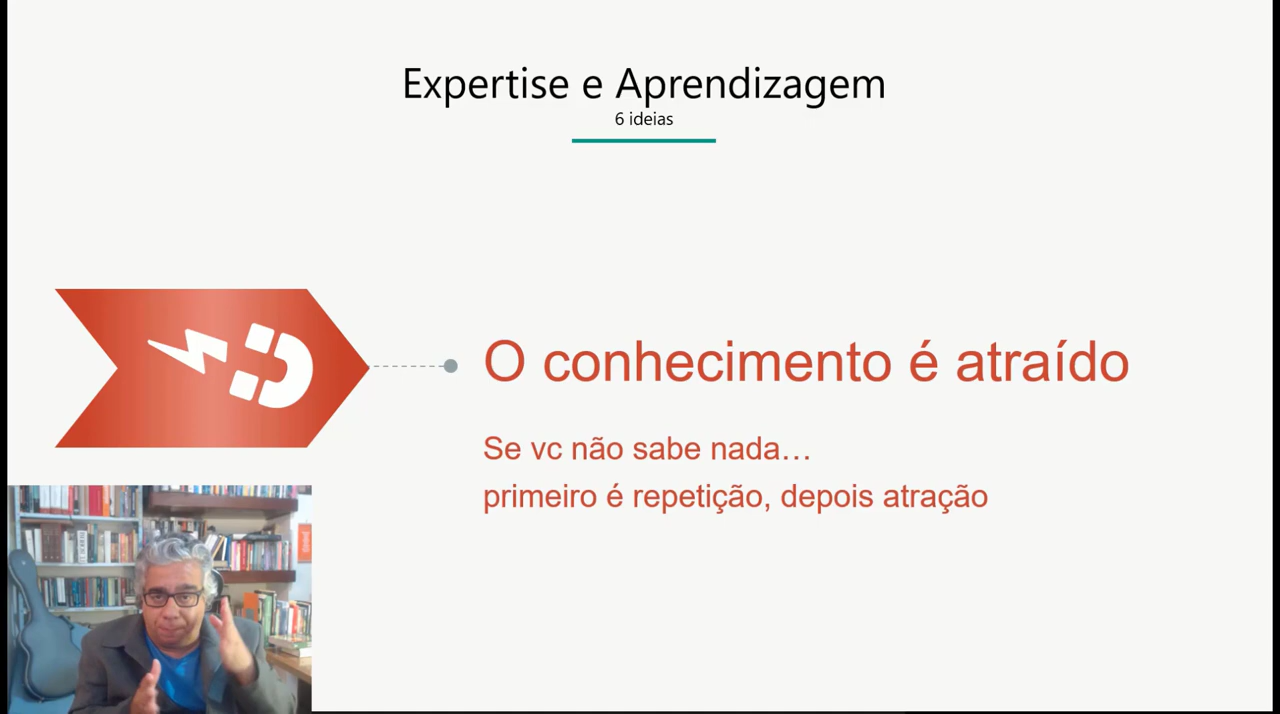 Expertise e Aprendizagem
6 ideias
O conhecimento é atraído
Se vc não sabe nada…
primeiro é repetição, depois atração